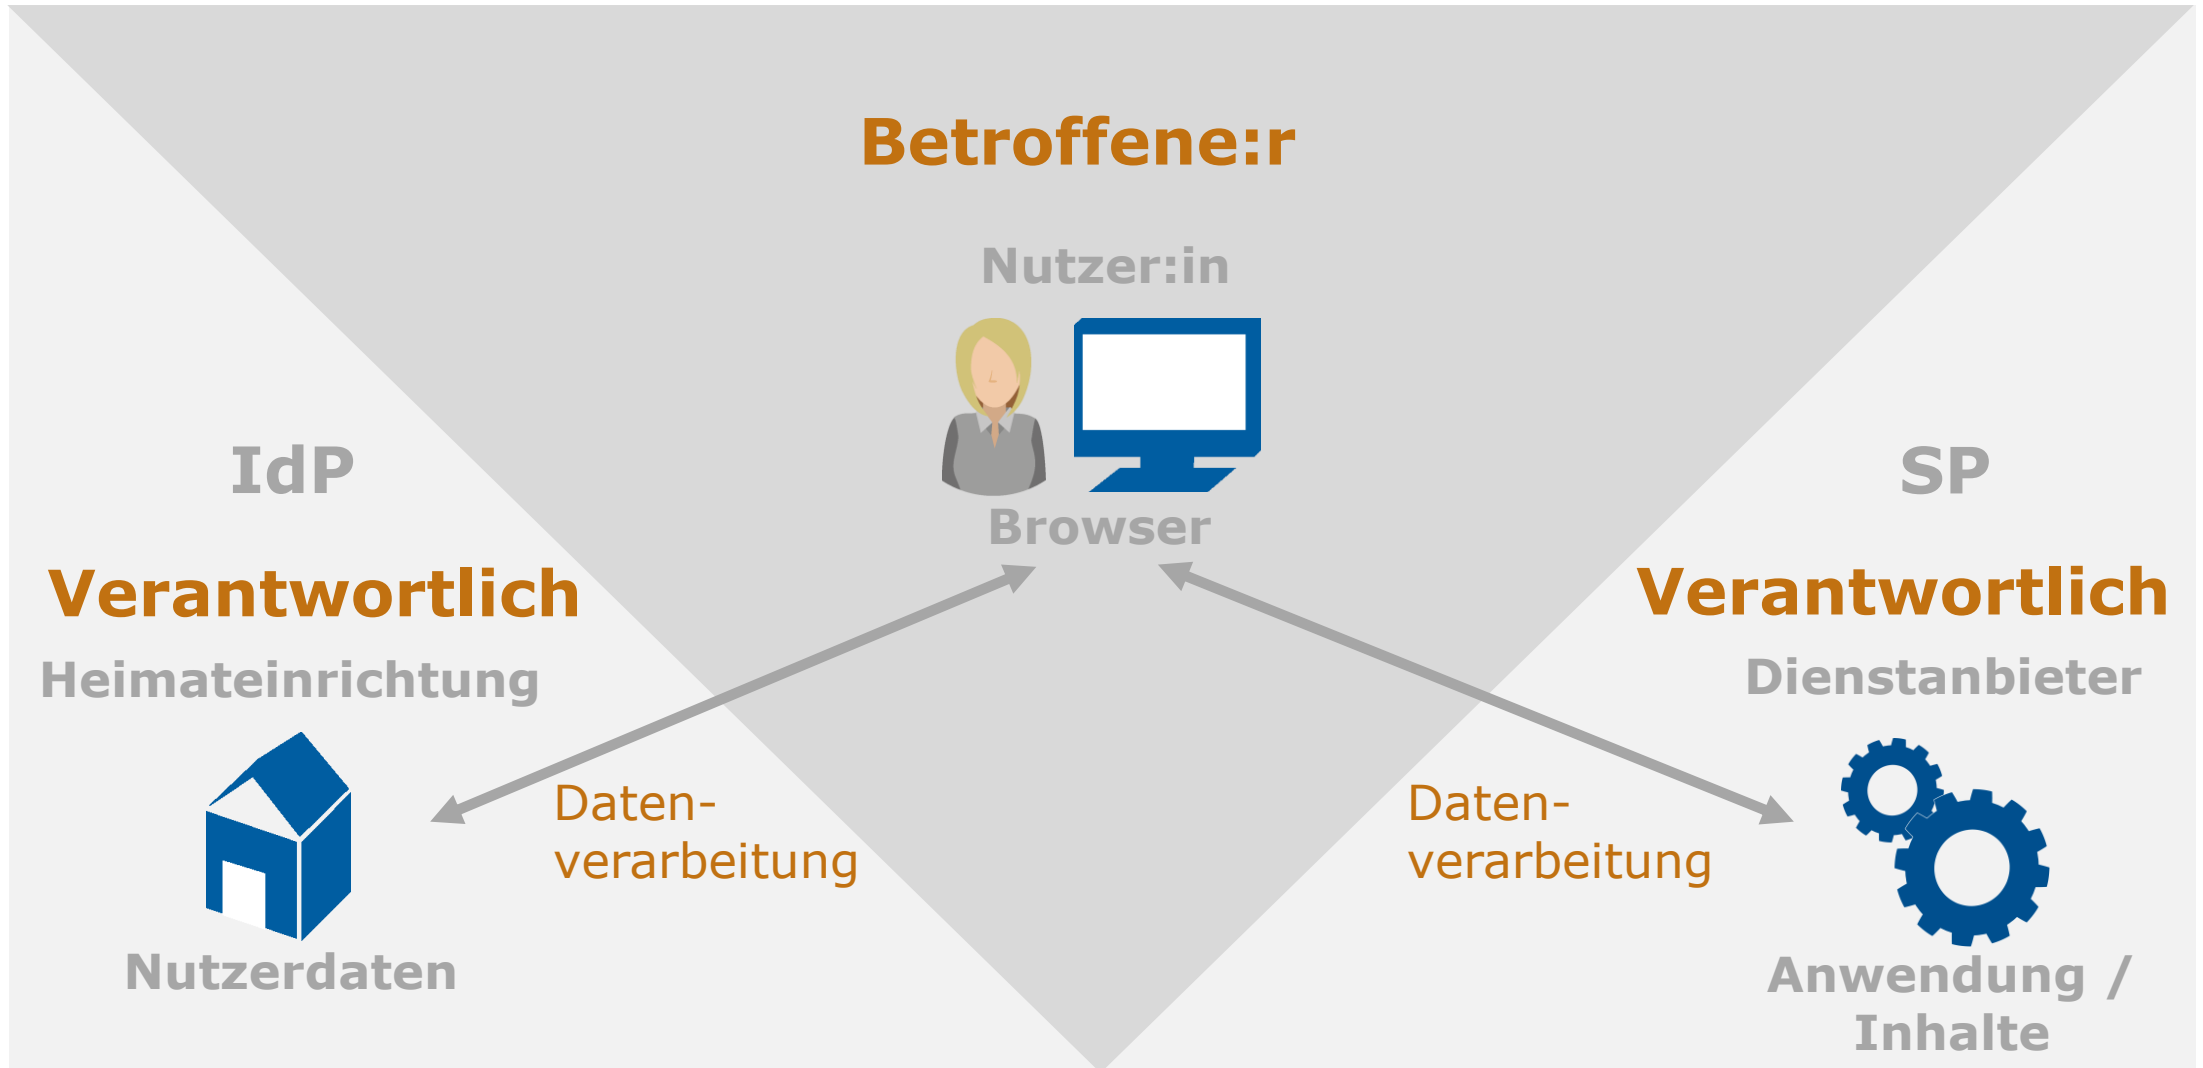 Betroffene:r
Nutzer:in
Browser
IdP
Verantwortlich
Heimateinrichtung
Nutzerdaten
Daten-
verarbeitung
Daten-
verarbeitung
SP
Verantwortlich
Dienstanbieter
Anwendung /
Inhalte